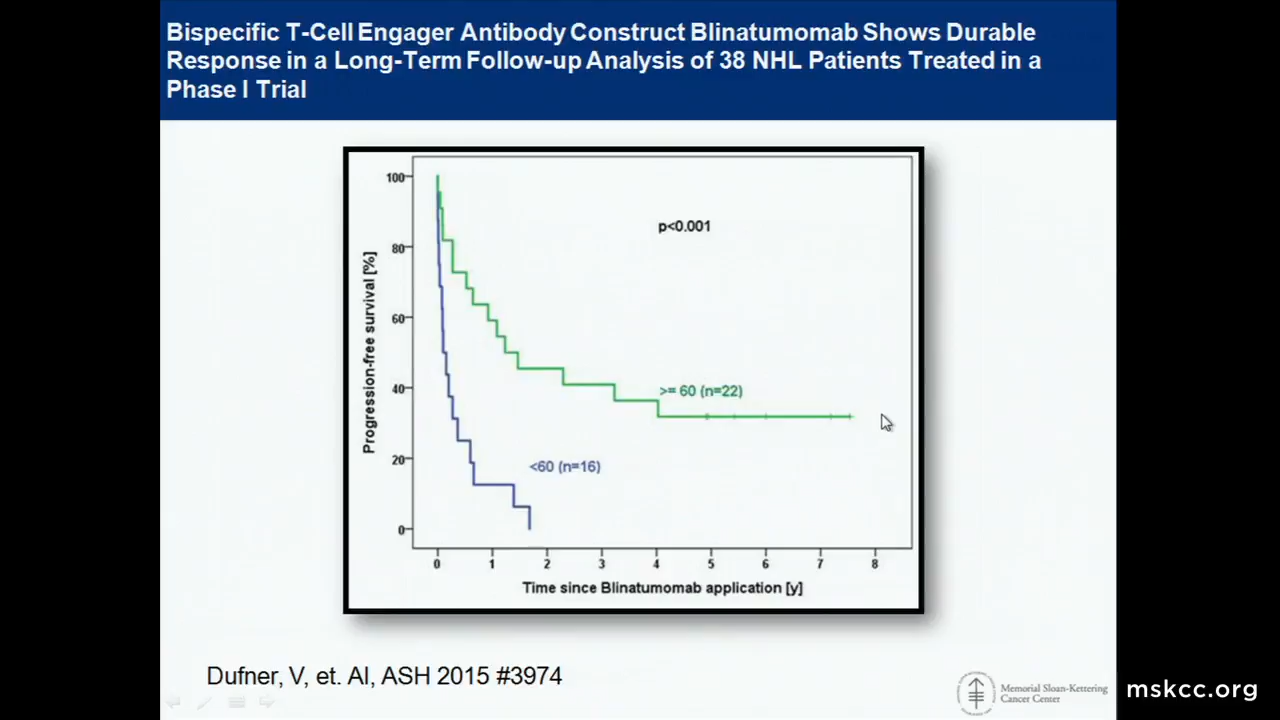 Bispecific T-Cell Engager Antibody Construct Blinatumomab Shows Durable
Response in a Long-Term Follow-up Analysis of 38 NHL Patients Treated in a
Phase I Trial
100
80
60
40
20
0
Progression-free survival [%]
p<0.001
>= 60 (n=22)
<60 (n=16)
0 1 2 3 4 5 6 7 8
Time since Blinatumomab application [y]
Dufner, V, et. Al, ASH 2015 #3974
Memorial Sloan-Kettering
Cancer Center
mskcc.org